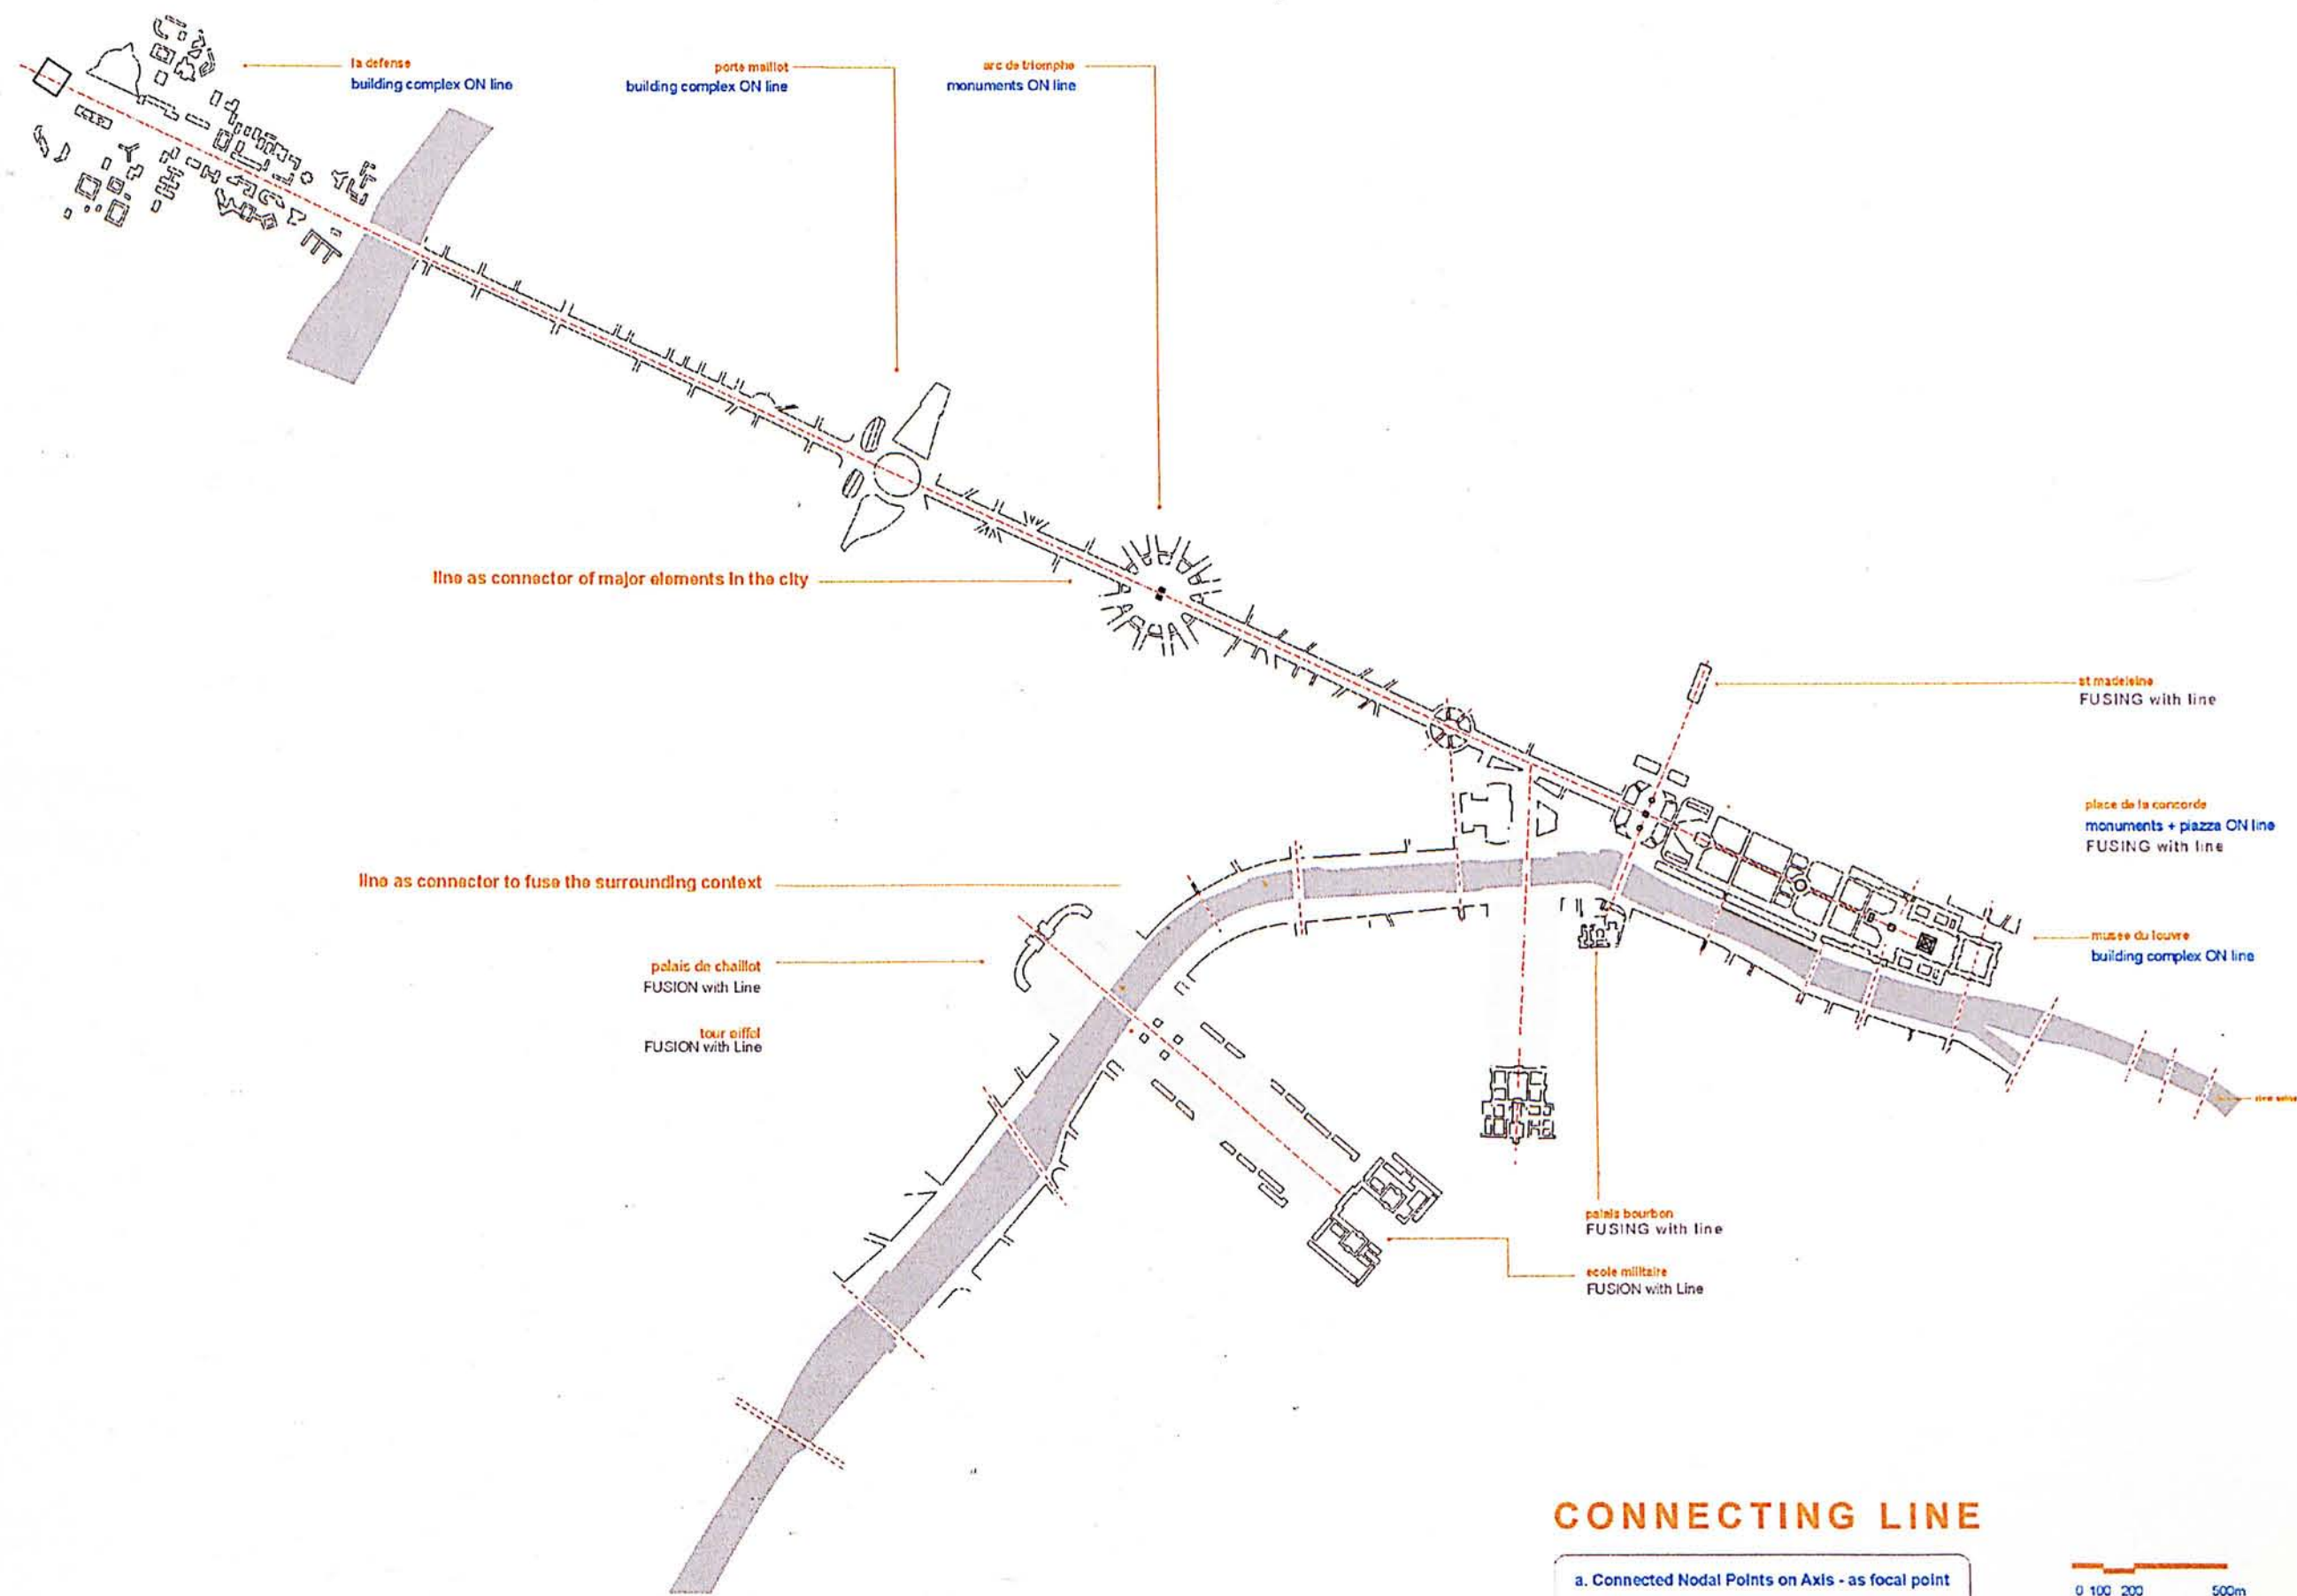 la defense
building complex ON line
porte maillot
building complex ON line
arc de triomphe
monuments ON line
line as connector of major elements in the city
st madeleine
FUSING with line
place de la concorde
monuments + piazza ON line
FUSING with line
line as connector to fuse the surrounding context
musee du louvre
building complex ON line
palais de chaillot
FUSION with Line
tour eiffel
FUSION with Line
river seine
palais bourbon
FUSING with line
ecole militaire
FUSION with Line
CONNECTING LINE
a. Connected Nodal Points on Axis - as focal point
0 100 200 500m